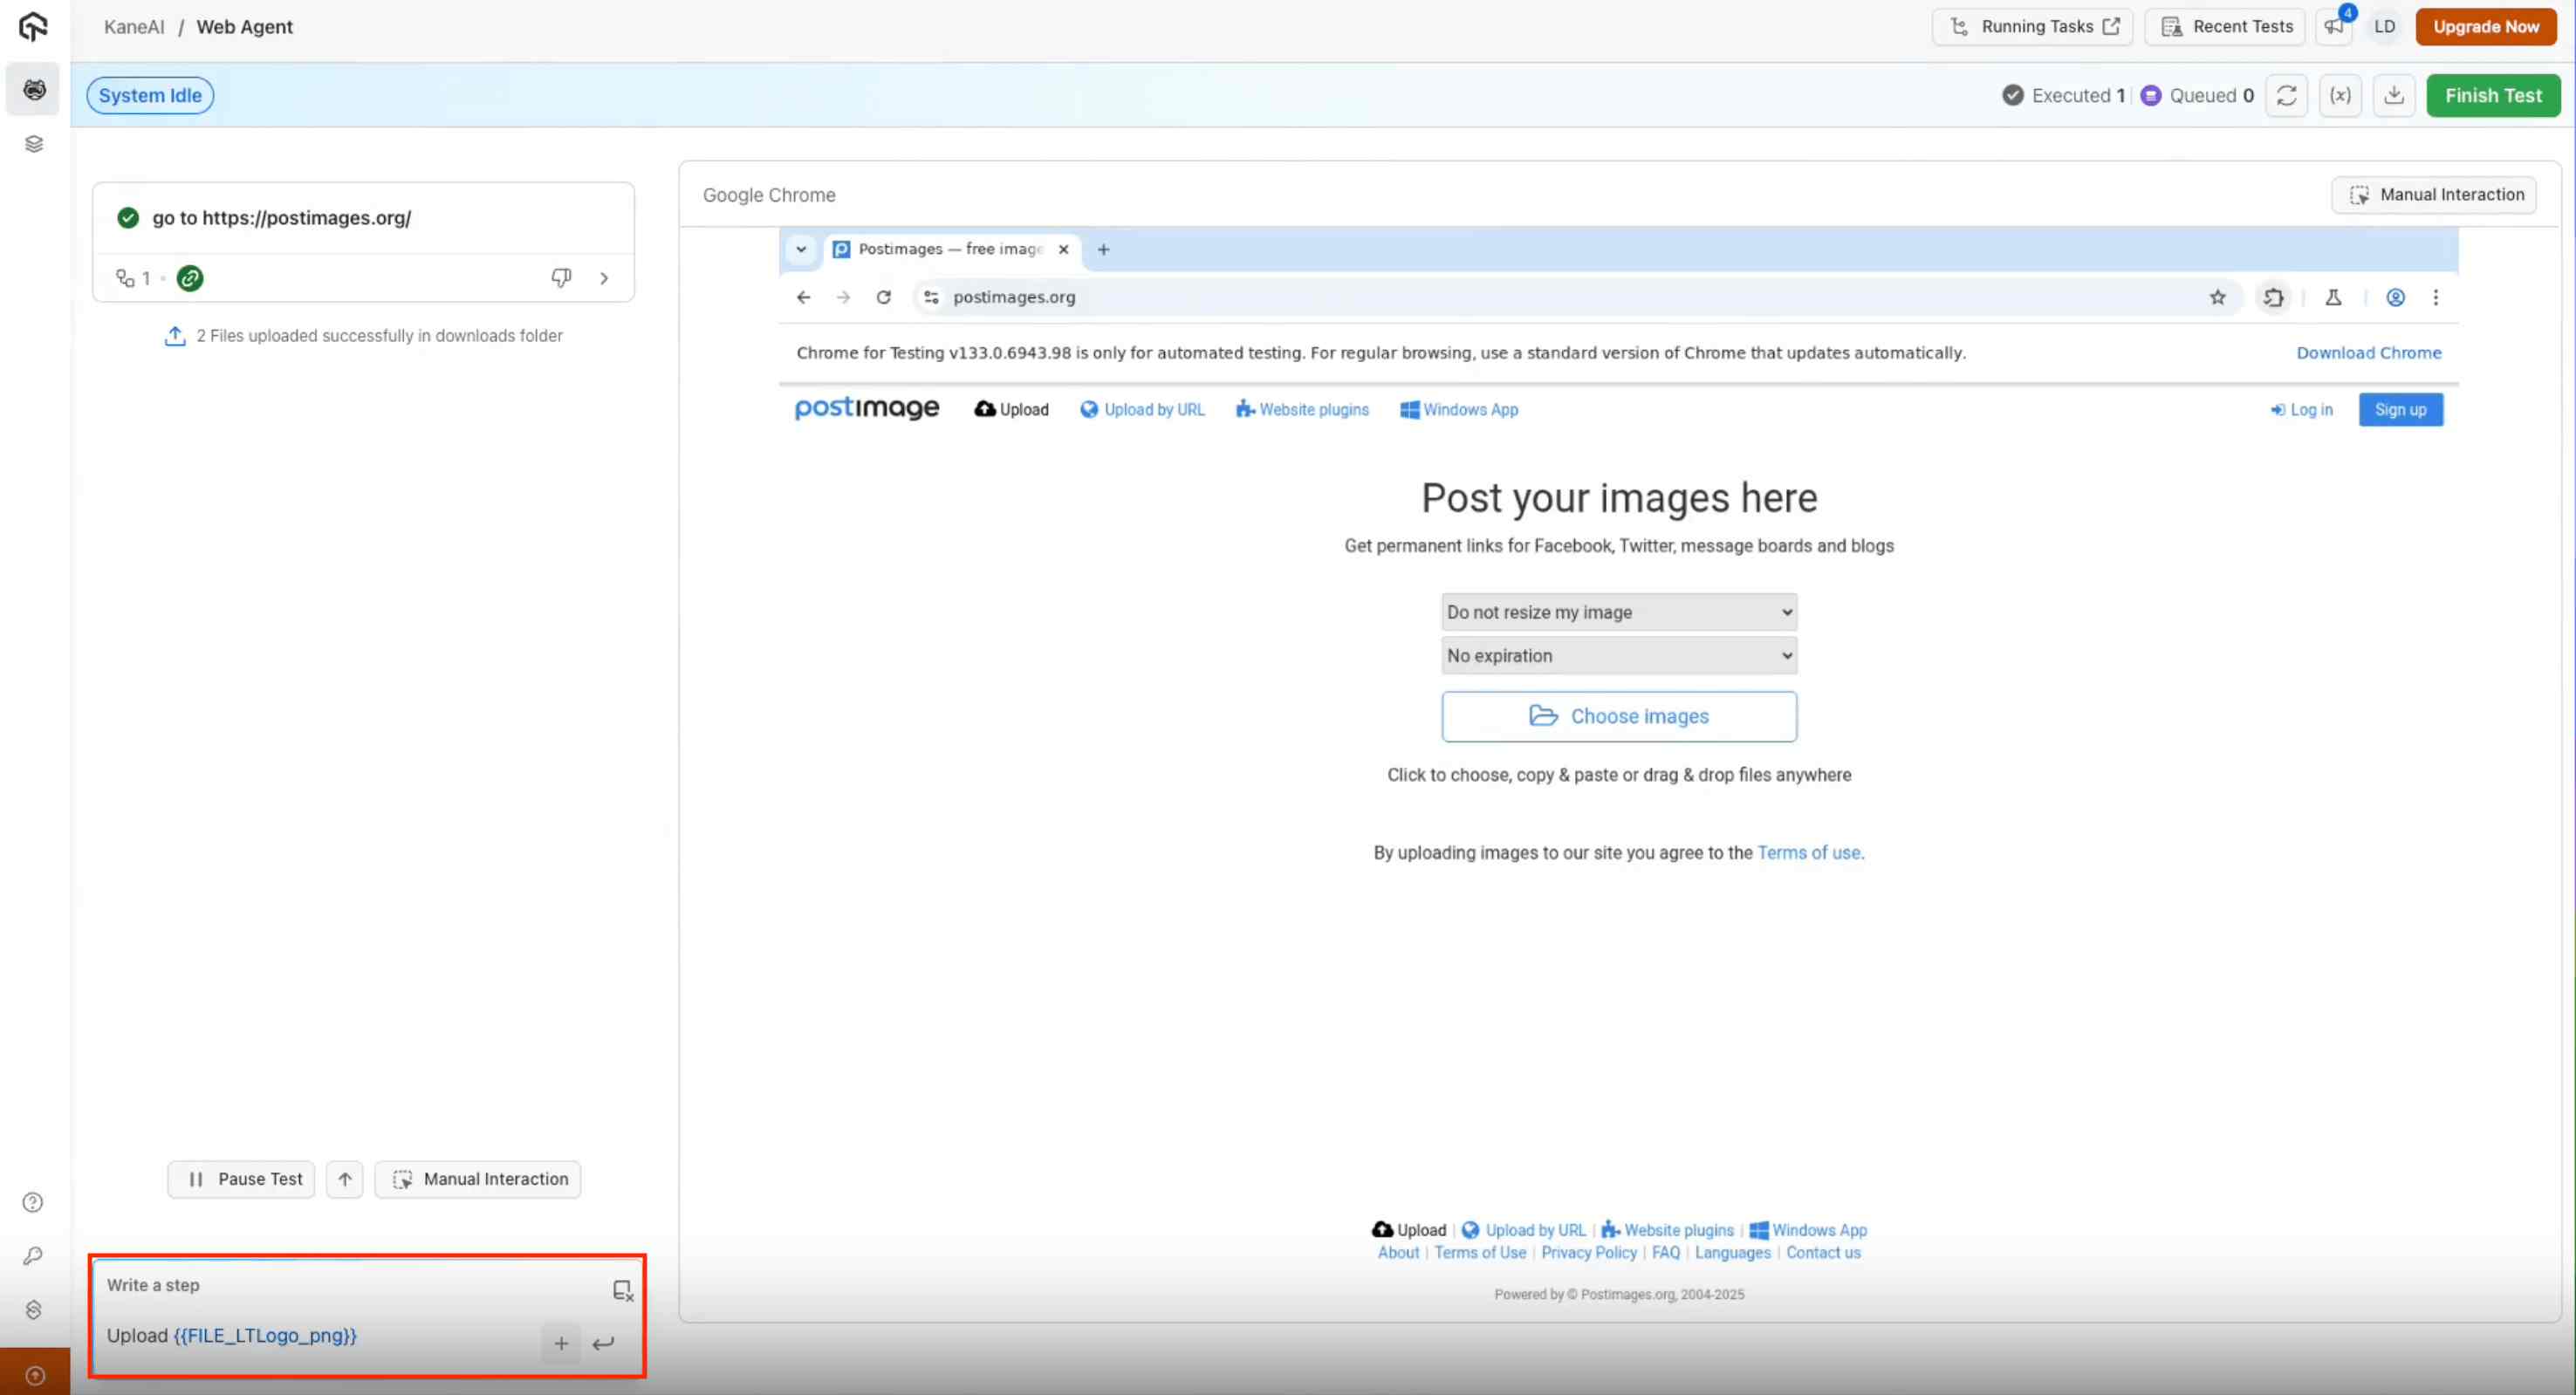 KaneAI / Web Agent
Running Tasks
Recent Tests
4
LD
Upgrade Now
System Idle
Executed 1
Queued 0
(x)
Finish Test
go to https://postimages.org/
1
2 Files uploaded successfully in downloads folder
Google Chrome
Manual Interaction
Postimages — free image
postimages.org
Chrome for Testing v133.0.6943.98 is only for automated testing. For regular browsing, use a standard version of Chrome that updates automatically.
Download Chrome
postimage
Upload
Upload by URL
Website plugins
Windows App
Log in
Sign up
Post your images here
Get permanent links for Facebook, Twitter, message boards and blogs
Do not resize my image
No expiration
Choose images
Click to choose, copy & paste or drag & drop files anywhere
By uploading images to our site you agree to the Terms of use.
Pause Test
Manual Interaction
Upload | Upload by URL | Website plugins | Windows App
About | Terms of Use | Privacy Policy | FAQ | Languages | Contact us
Powered by © Postimages.org, 2004-2025
Write a step
Upload {{FILE_LTLogo_png}}